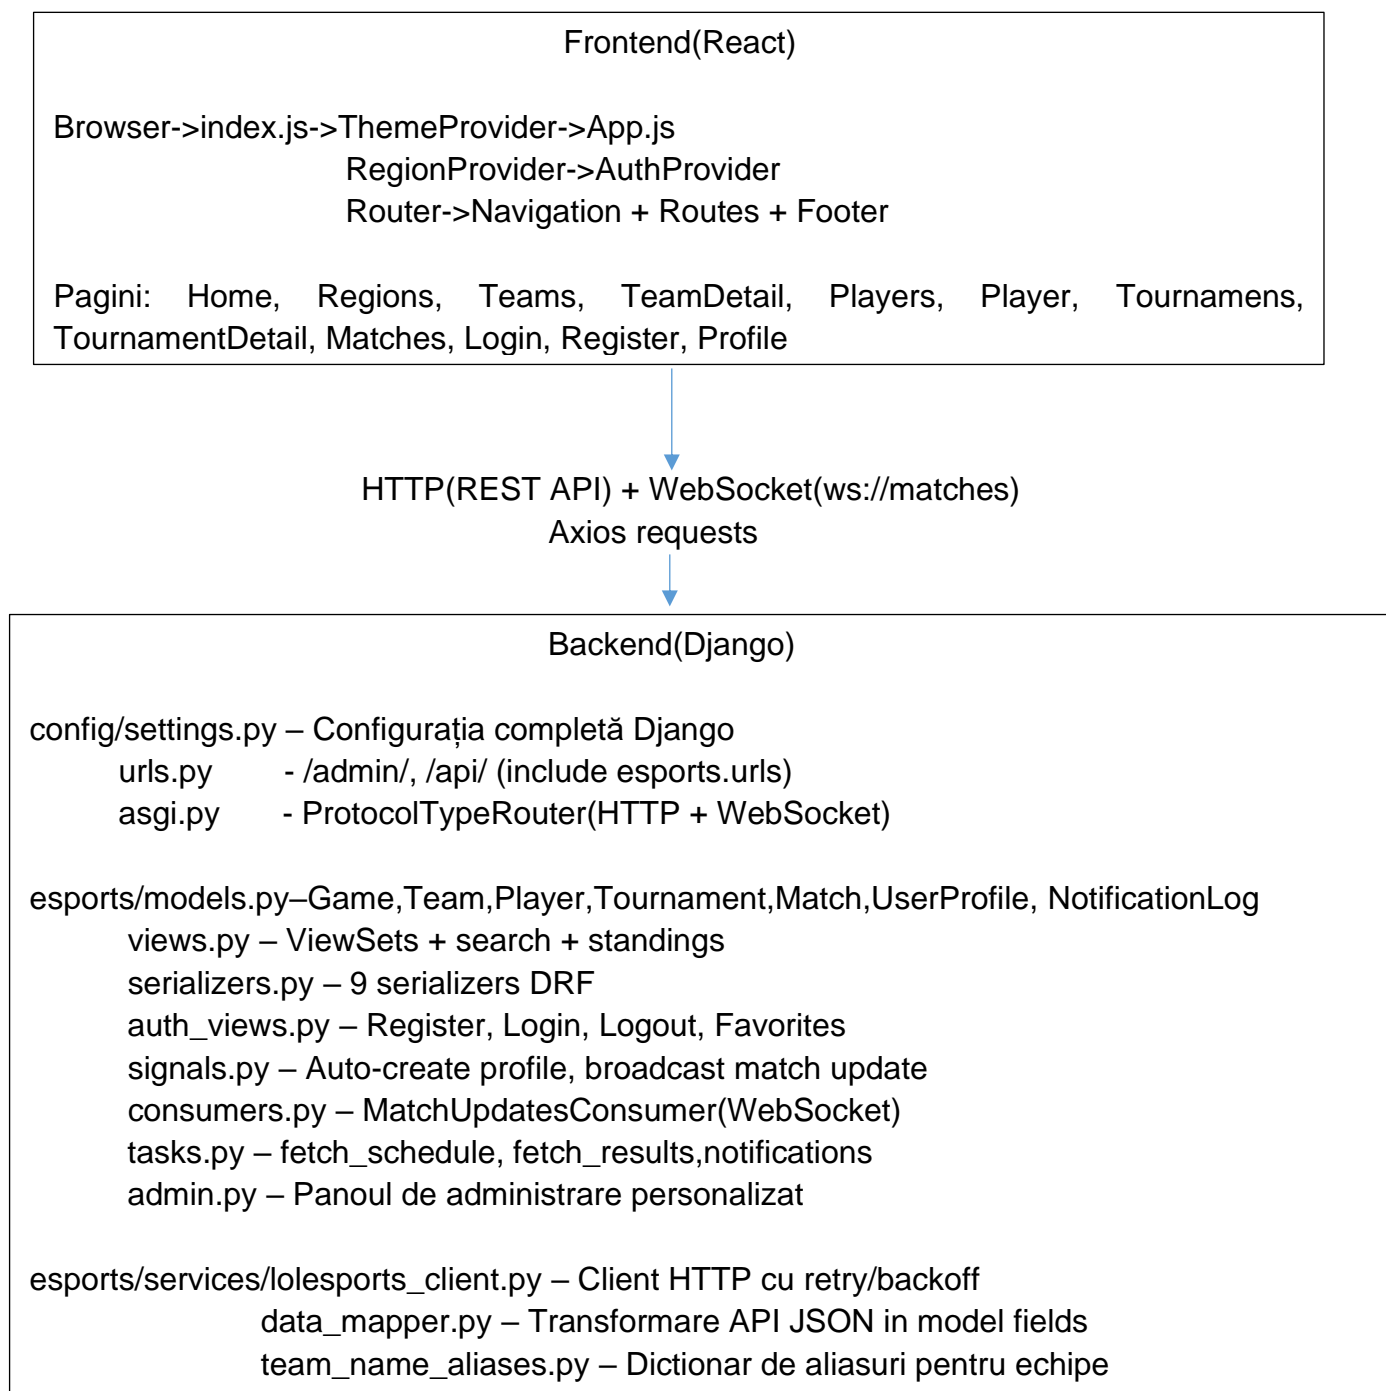 Frontend(React)
Browser->index.js->ThemeProvider->App.js
RegionProvider->AuthProvider
Router->Navigation + Routes + Footer
Pagini: Home, Regions, Teams, TeamDetail, Players, Player, Tournamens,
TournamentDetail, Matches, Login, Register, Profile
HTTP(REST API) + WebSocket(ws://matches)
Axios requests
Backend(Django)
config/settings.py – Configurația completă Django
urls.py - /admin/, /api/ (include esports.urls)
asgi.py - ProtocolTypeRouter(HTTP + WebSocket)
esports/models.py–Game,Team,Player,Tournament,Match,UserProfile, NotificationLog
views.py – ViewSets + search + standings
serializers.py – 9 serializers DRF
auth_views.py – Register, Login, Logout, Favorites
signals.py – Auto-create profile, broadcast match update
consumers.py – MatchUpdatesConsumer(WebSocket)
tasks.py – fetch_schedule, fetch_results,notifications
admin.py – Panoul de administrare personalizat
esports/services/lolesports_client.py – Client HTTP cu retry/backoff
data_mapper.py – Transformare API JSON in model fields
team_name_aliases.py – Dictionar de aliasuri pentru echipe